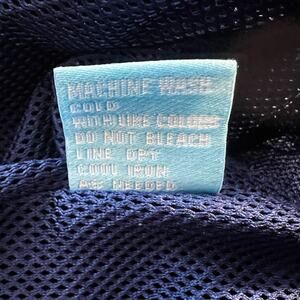 MACHINE WASH
COLD
WITH LIKE COLORS
DO NOT BLEACH
LINE DRY
COOL IRON
AS NEEDED